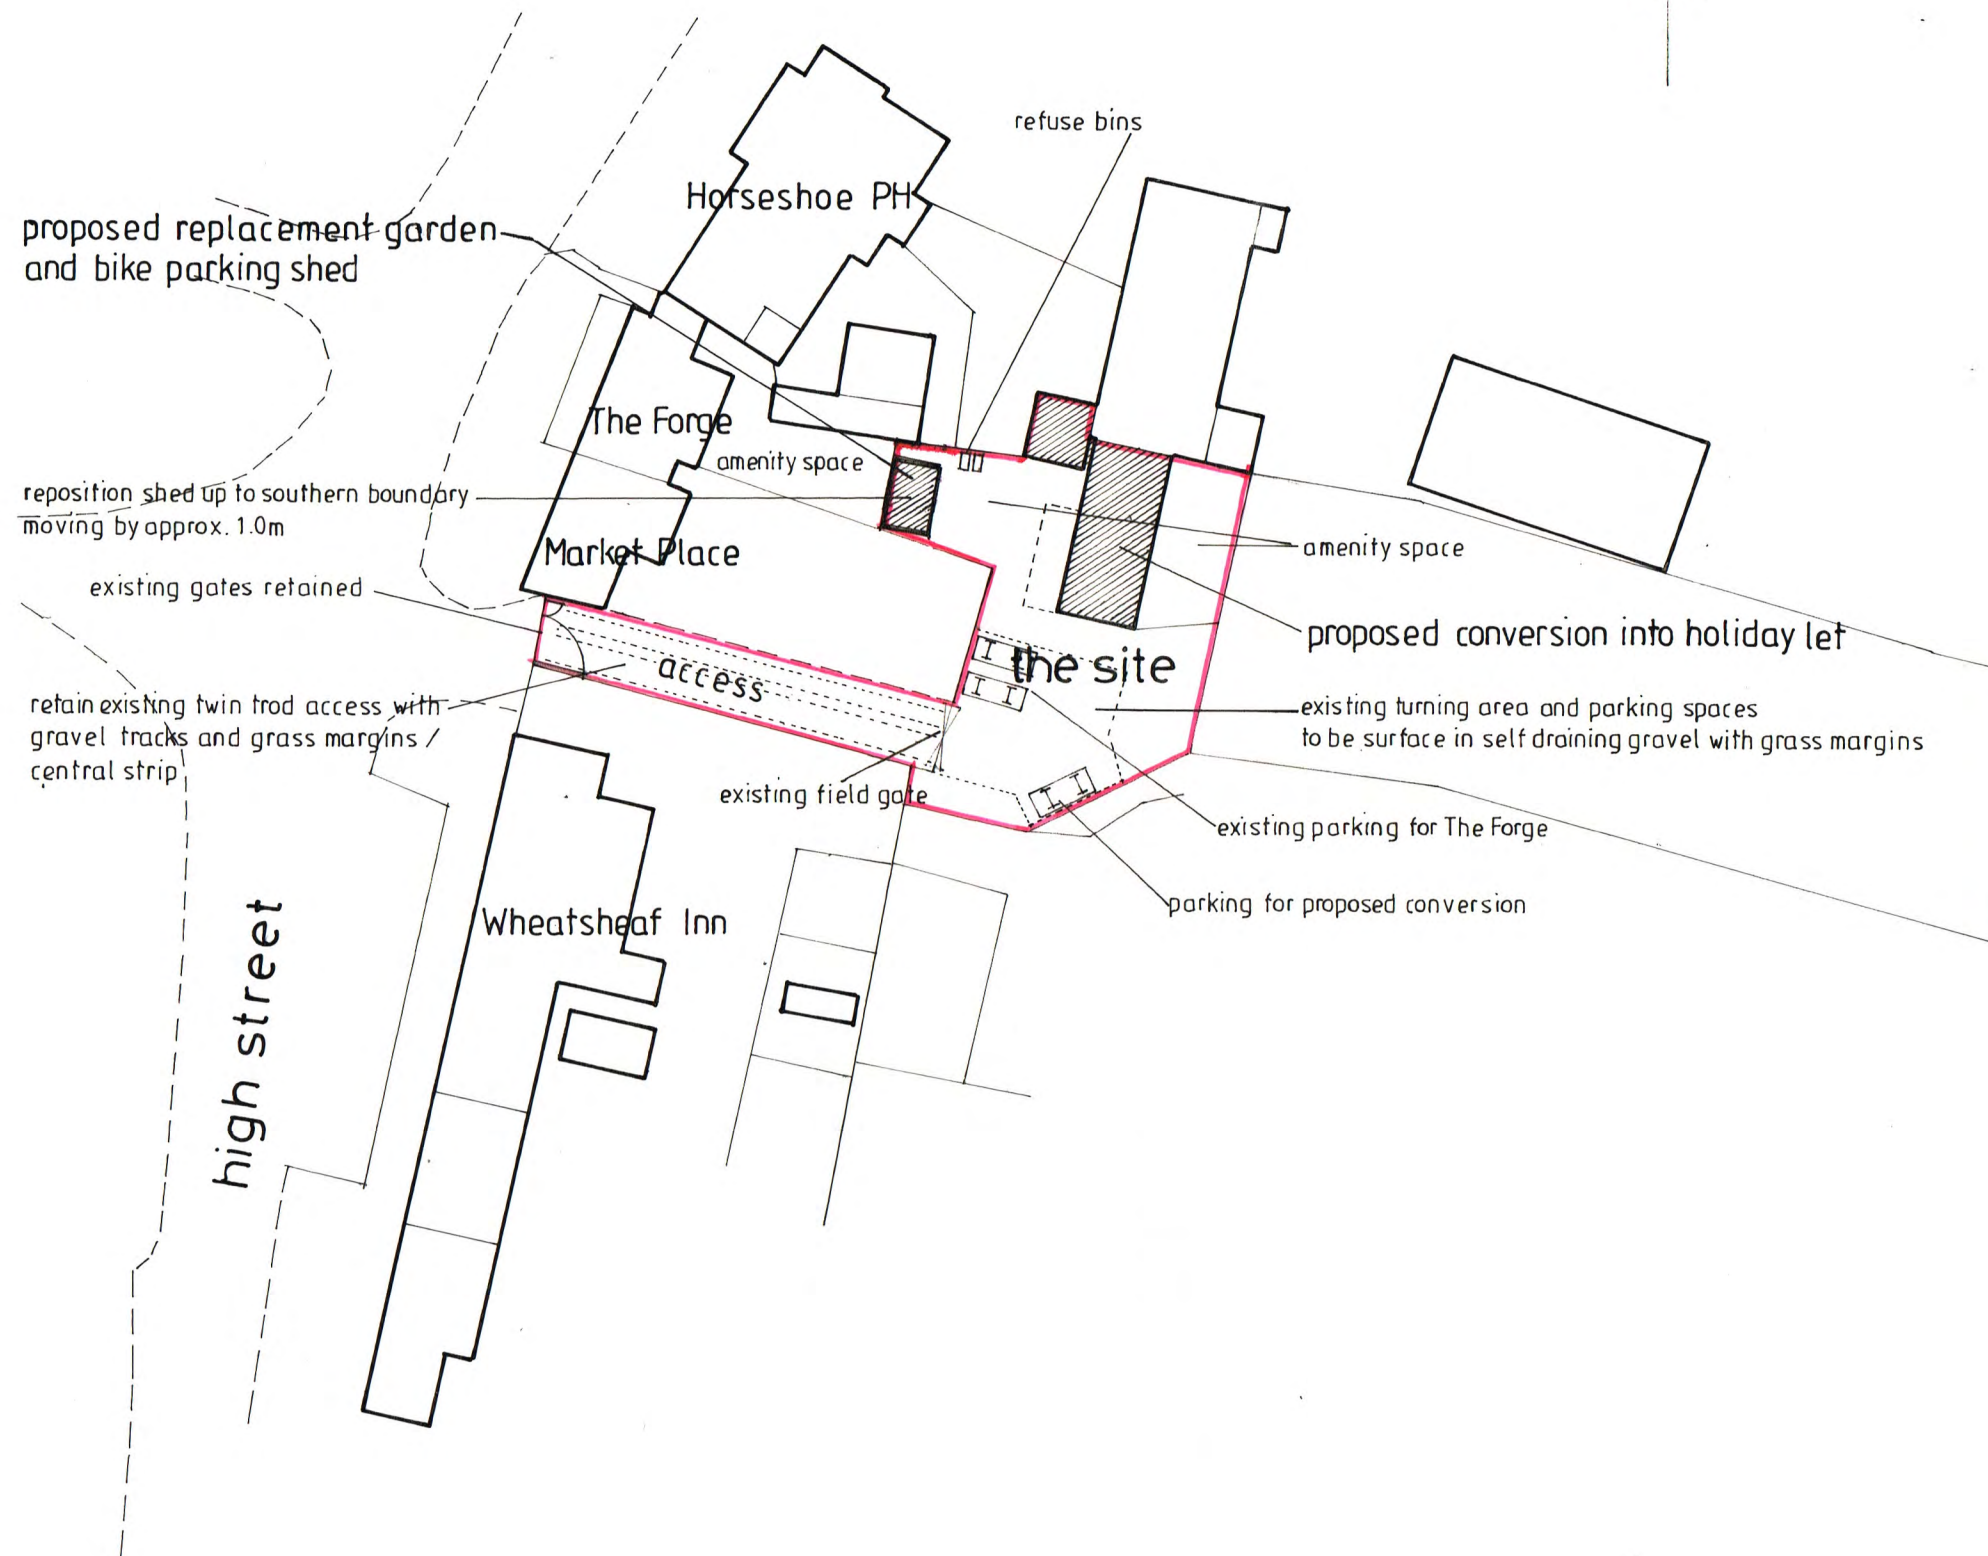 refuse bins
Horseshoe PH
proposed replacement garden
and bike parking shed
The Forge
amenity space
reposition shed up to southern boundary
moving by approx. 1.0m
Market Place
amenity space
existing gates retained
proposed conversion into holiday let
the site
access
retain existing twin trod access with
gravel tracks and grass margins /
central strip
existing turning area and parking spaces
to be surface in self draining gravel with grass margins
existing field gate
existing parking for The Forge
parking for proposed conversion
Wheatsheaf Inn
high street